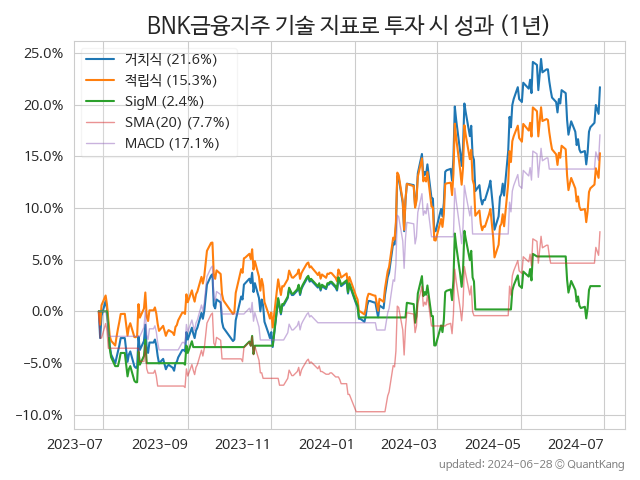 BNK금융지주 기술 지표로 투자 시 성과 (1년)
25.0%
20.0%
15.0%
10.0%
5.0%
0.0%
−5.0%
−10.0%
거치식 (21.6%)
적립식 (15.3%)
SigM (2.4%)
SMA(20) (7.7%)
MACD (17.1%)
2023-07 2023-09 2023-11 2024-01 2024-03 2024-05 2024-07
updated: 2024-06-28 © QuantKang